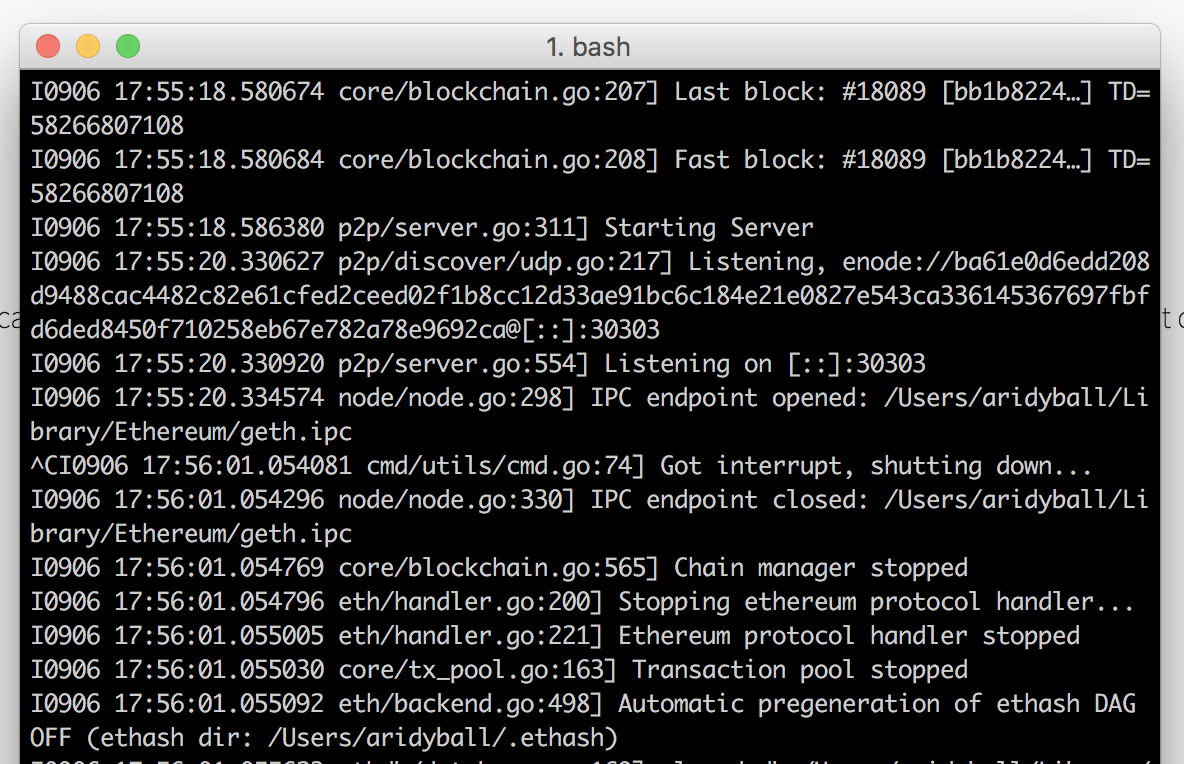 1. bash
I0906 17:55:18.580674 core/blockchain.go:207] Last block: #18089 [bb1b8224…] TD=
58266807108
I0906 17:55:18.580684 core/blockchain.go:208] Fast block: #18089 [bb1b8224…] TD=
58266807108
I0906 17:55:18.586380 p2p/server.go:311] Starting Server
I0906 17:55:20.330627 p2p/discover/udp.go:217] Listening, enode://ba61e0d6edd208
d9488cac4482c82e61cfed2ceed02f1b8cc12d33ae91bc6c184e21e0827e543ca336145367697fbf
d6ded8450f710258eb67e782a78e9692ca@[::]:30303
I0906 17:55:20.330920 p2p/server.go:554] Listening on [::]:30303
I0906 17:55:20.334574 node/node.go:298] IPC endpoint opened: /Users/aridyball/Li
brary/Ethereum/geth.ipc
^CI0906 17:56:01.054081 cmd/utils/cmd.go:74] Got interrupt, shutting down...
I0906 17:56:01.054296 node/node.go:330] IPC endpoint closed: /Users/aridyball/Li
brary/Ethereum/geth.ipc
I0906 17:56:01.054769 core/blockchain.go:565] Chain manager stopped
I0906 17:56:01.054796 eth/handler.go:200] Stopping ethereum protocol handler...
I0906 17:56:01.055005 eth/handler.go:221] Ethereum protocol handler stopped
I0906 17:56:01.055030 core/tx_pool.go:163] Transaction pool stopped
I0906 17:56:01.055092 eth/backend.go:498] Automatic pregeneration of ethash DAG
OFF (ethash dir: /Users/aridyball/.ethash)